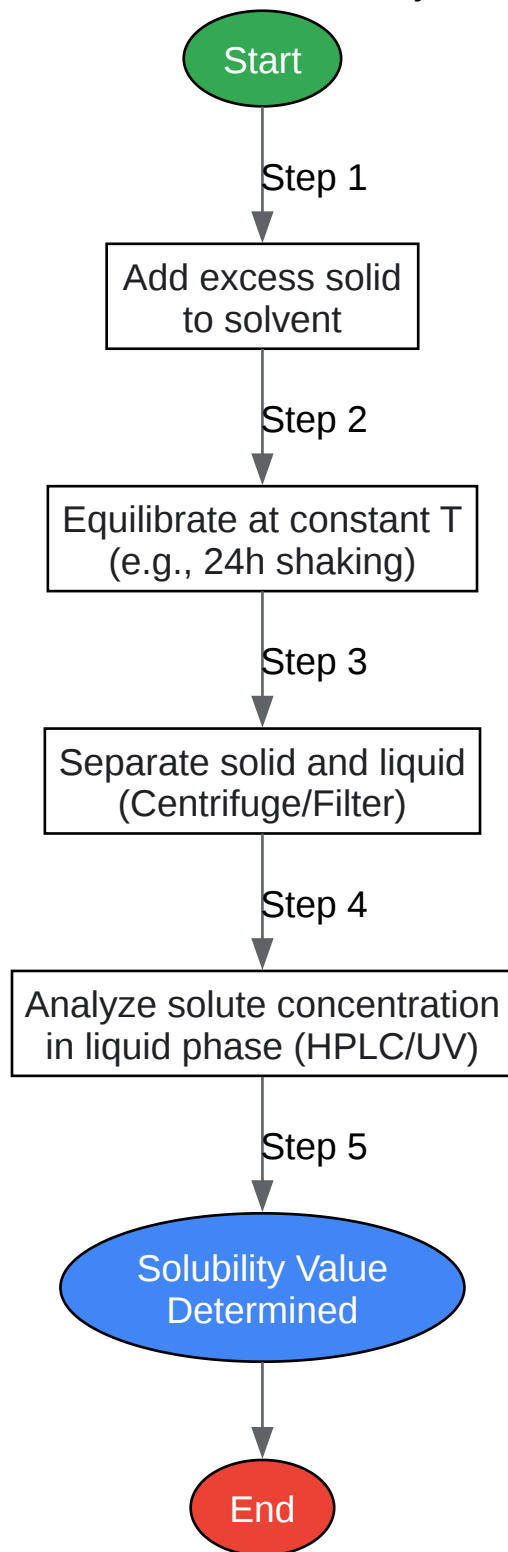 Start
Step 1
Add excess solid
to solvent
Step 2
Equilibrate at constant T
(e.g., 24h shaking)
Step 3
Separate solid and liquid
(Centrifuge/Filter)
Step 4
Analyze solute concentration
in liquid phase (HPLC/UV)
Step 5
Solubility Value
Determined
End